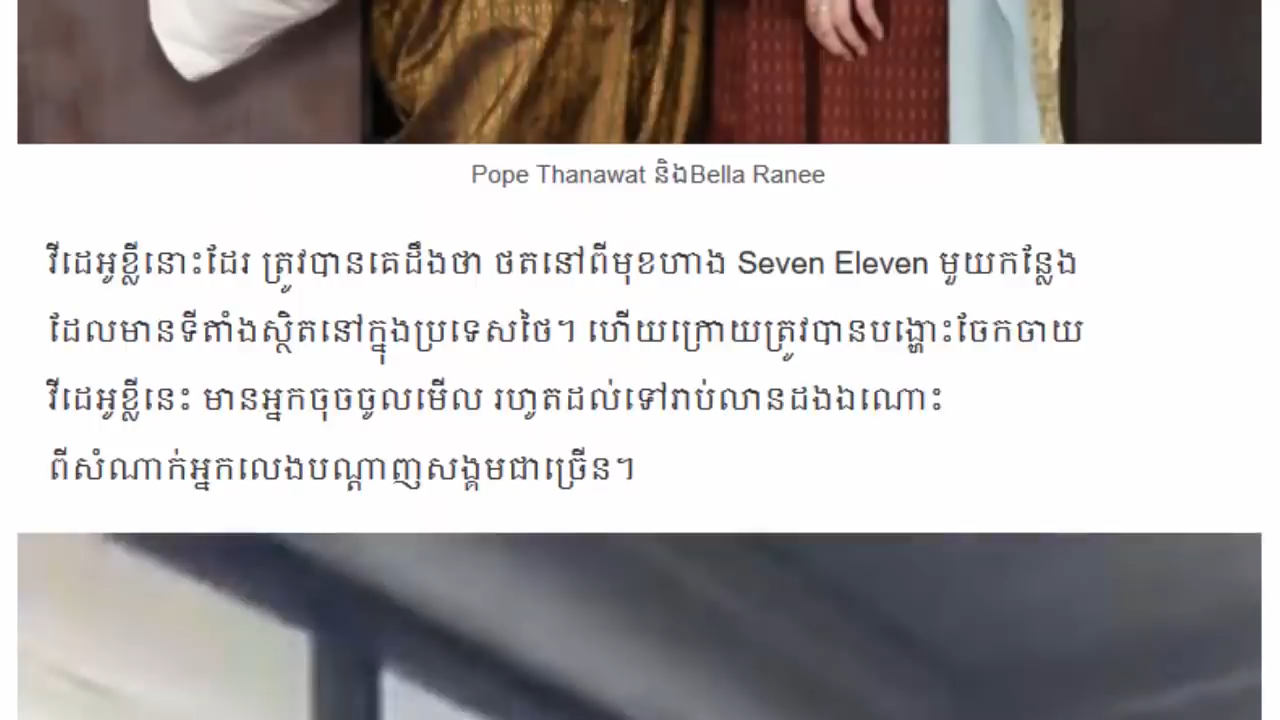 Pope Thanawat និងBella Ranee
វីដេអូខ្លីនោះដែរ ត្រូវបានគេដឹងថា ថតនៅពីមុខហាង Seven Eleven មួយកន្លែង
ដែលមានទីតាំងស្ថិតនៅក្នុងប្រទេសថៃ។ ហើយក្រោយត្រូវបានបង្ហោះចែកចាយ
វីដេអូខ្លីនេះ មានអ្នកចុចចូលមើល រហូតដល់ទៅរាប់លានដងឯណោះ
ពីសំណាក់អ្នកលេងបណ្តាញសង្គមជាច្រើន។